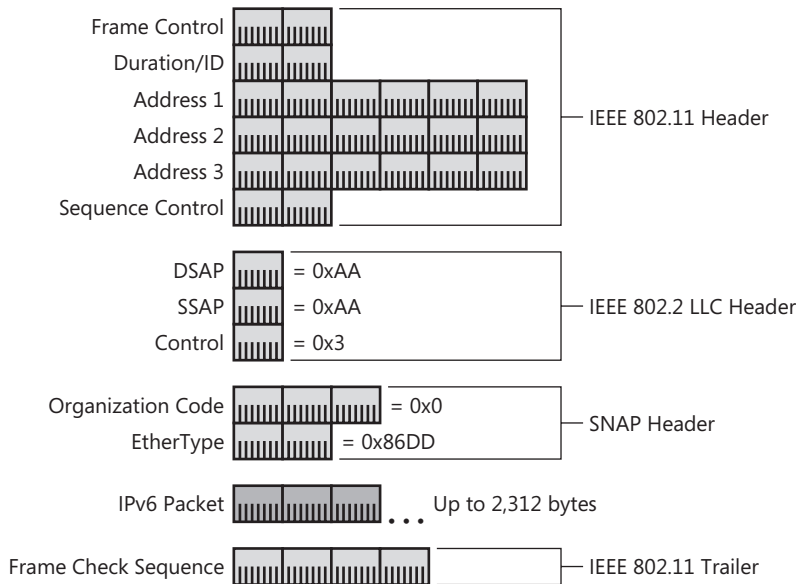 Frame Control
Duration/ID
Address 1
Address 2
Address 3
Sequence Control
IEEE 802.11 Header
DSAP = 0xAA
SSAP = 0xAA
Control = 0x3
IEEE 802.2 LLC Header
Organization Code = 0x0
EtherType = 0x86DD
SNAP Header
IPv6 Packet ... Up to 2,312 bytes
Frame Check Sequence
IEEE 802.11 Trailer